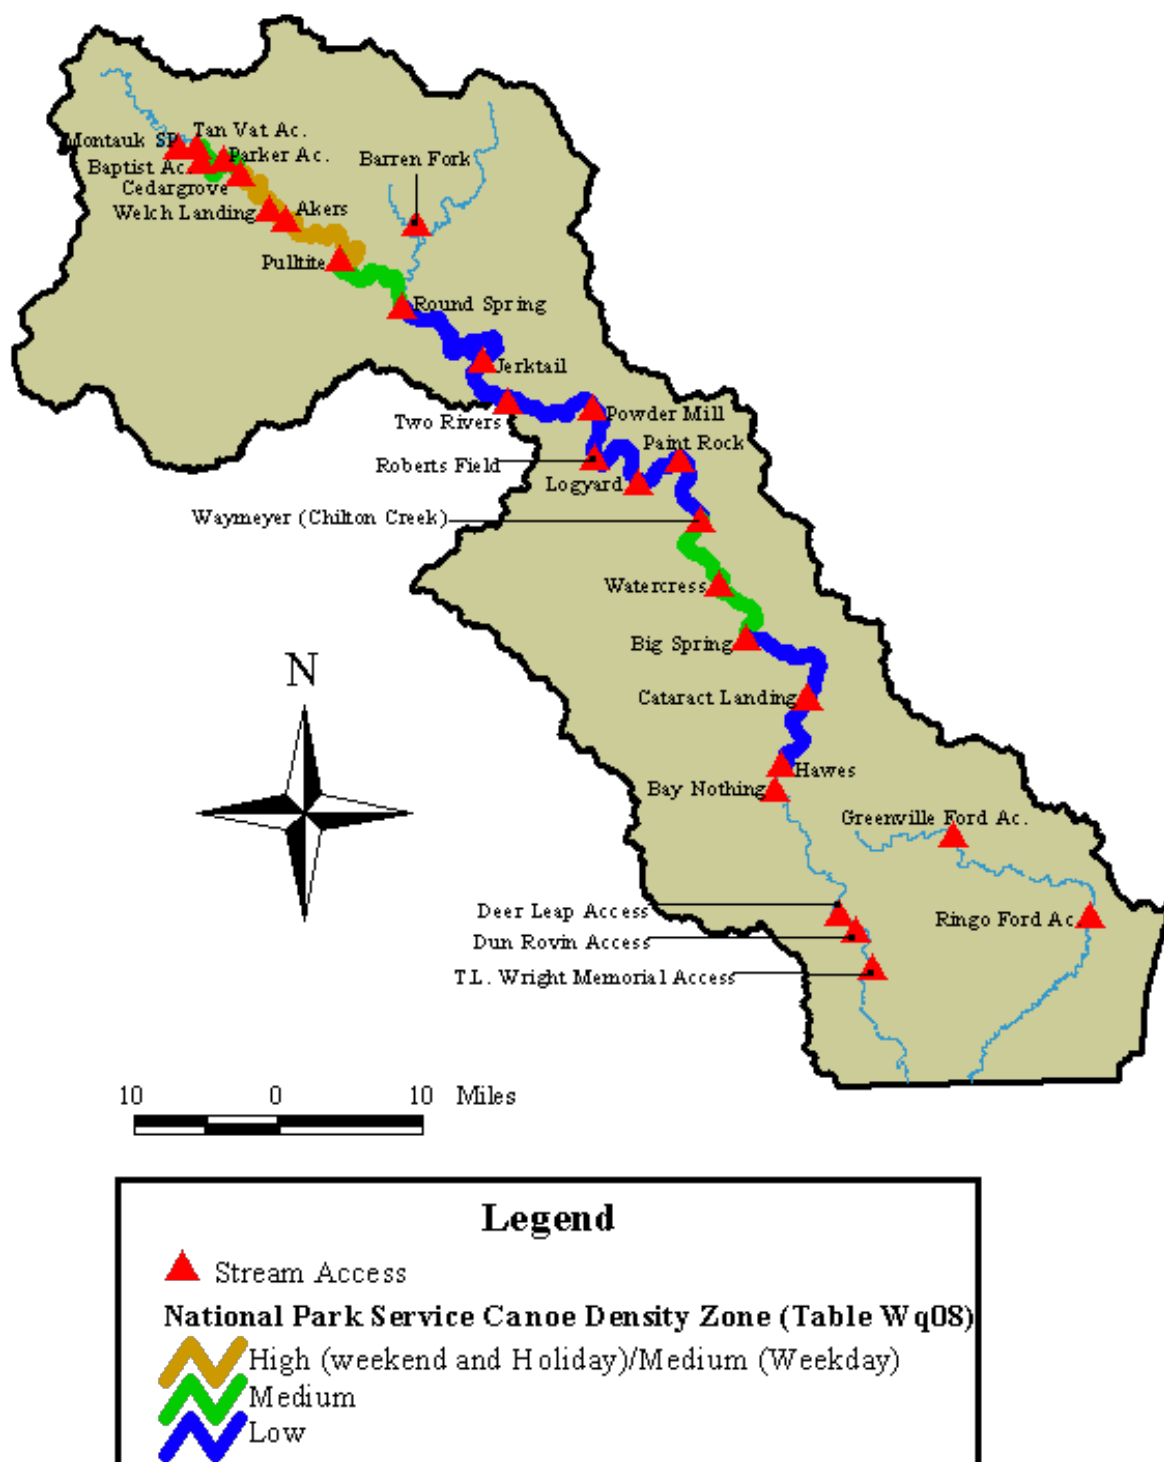 Tan Vat Ac.
Montauk SP
Parker Ac.
Baptist Ac.
Barren Fork
Cedargrove
Welch Landing
Akers
Pulltite
Round Spring
Jerktail
Two Rivers
Powder Mill
Paint Rock
Roberts Field
Logyard
Waymeyer (Chilton Creek)
Watercress
Big Spring
N
Cataract Landing
Hawes
Bay Nothing
Greenville Ford Ac.
Deer Leap Access
Ringo Ford Ac.
Dun Rovin Access
T.L. Wright Memorial Access
10 0 10 Miles
Legend
Stream Access
National Park Service Canoe Density Zone (Table Wq08)
High (weekend and Holiday)/Medium (Weekday)
Medium
Low